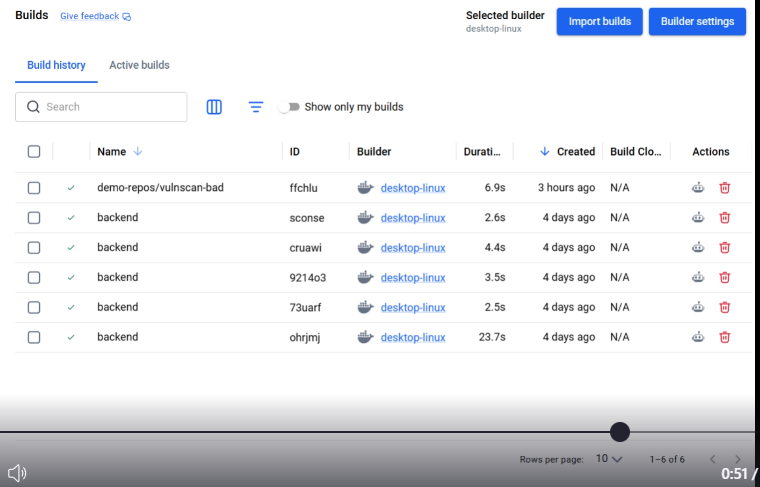 Builds Give feedback Selected builder desktop-linux Import builds Builder settings
Build history Active builds
Search Show only my builds
Name ID Builder Durati... Created Build Clo... Actions
demo-repos/vulnscan-bad ffchlu desktop-linux 6.9s 3 hours ago N/A
backend sconse desktop-linux 2.6s 4 days ago N/A
backend cruawi desktop-linux 4.4s 4 days ago N/A
backend 9214o3 desktop-linux 3.5s 4 days ago N/A
backend 73uarf desktop-linux 2.5s 4 days ago N/A
backend ohrjmj desktop-linux 23.7s 4 days ago N/A
Rows per page: 10 1–6 of 6
0:51 /